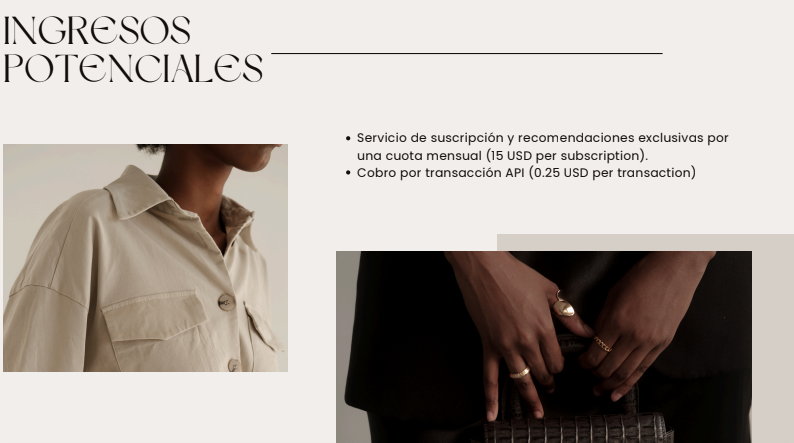 INGRESOS
POTENCIALES
• Servicio de suscripción y recomendaciones exclusivas por
una cuota mensual (15 USD per subscription).
• Cobro por transacción API (0.25 USD per transaction)